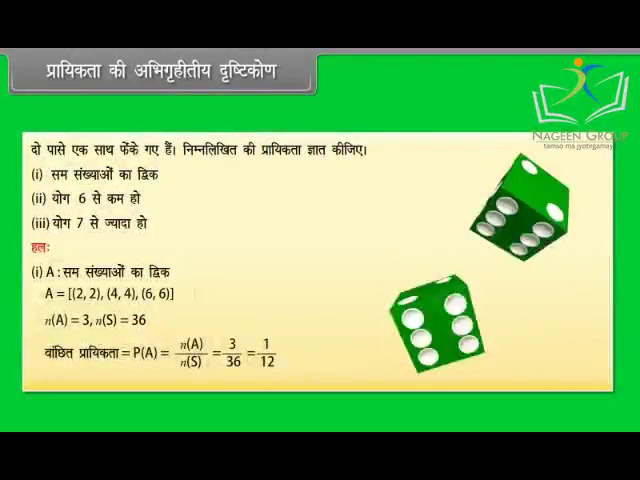 प्रायिकता की अभिगृहीतीय दृष्टिकोण
NAGEEN GROUP
tamso ma jyotirgamay
दो पासे एक साथ फेंके गए हैं। निम्नलिखित की प्रायिकता ज्ञात कीजिए।
(i) सम संख्याओं का द्विक
(ii) योग 6 से कम हो
(iii) योग 7 से ज्यादा हो
हलः
(i) A : सम संख्याओं का द्विक
A = [(2, 2), (4, 4), (6, 6)]
n(A) = 3, n(S) = 36
वांछित प्रायिकता = P(A) = n(A)/n(S) = 3/36 = 1/12